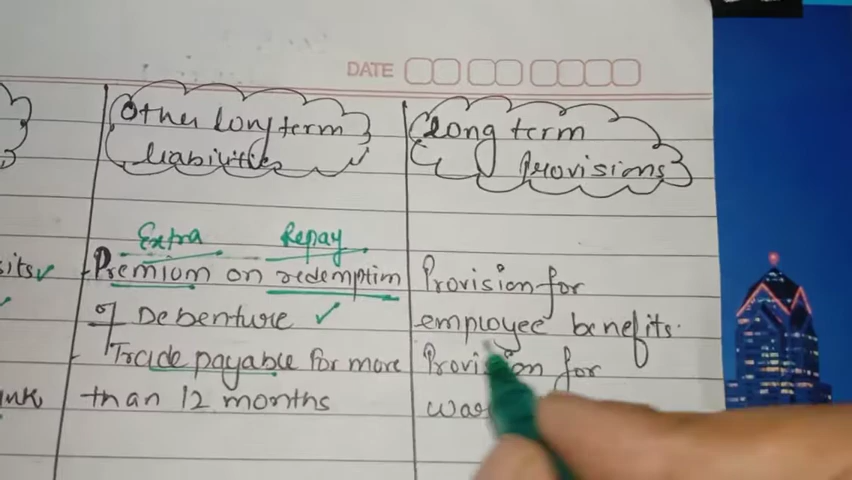 DATE
Other long term
liabilities
Long term
Provisions
Extra Repay
Premium on redemption
of Debenture ✓
Trade payable for more
than 12 months
Provision for
employee benefits.
Provision for